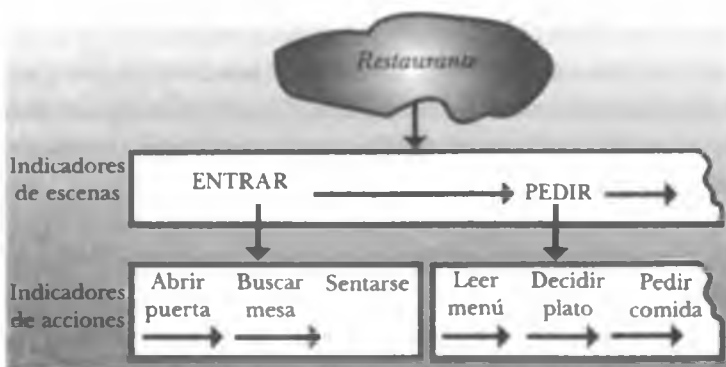 Restaurante
Indicadores
de escenas
ENTRAR
PEDIR
Indicadores
de acciones
Abrir
puerta
Buscar
mesa
Sentarse
Leer
menú
Decidir
plato
Pedir
comida